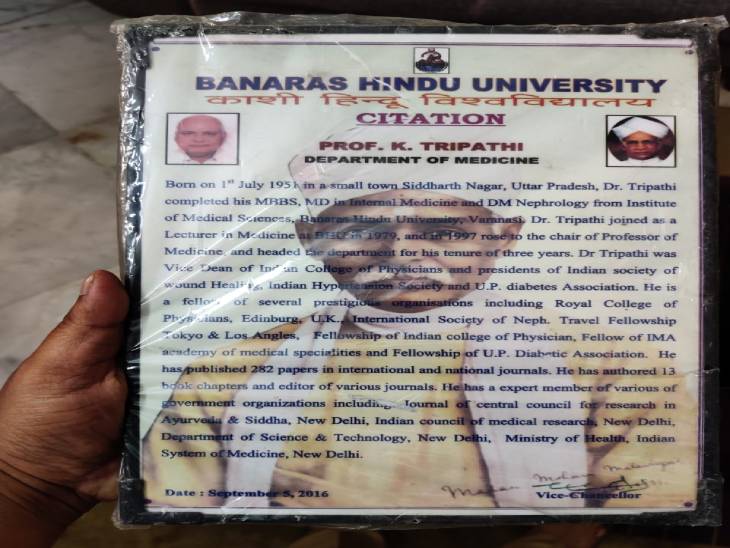 BANARAS HINDU UNIVERSITY
काशी हिन्दू विश्वविद्यालय
CITATION
PROF. K. TRIPATHI
DEPARTMENT OF MEDICINE
Born on 1st July 1951 in a small town Siddharth Nagar, Uttar Pradesh, Dr. Tripathi
completed his MBBS, MD in Internal Medicine and DM Nephrology from Institute
of Medical Sciences, Banaras Hindu University, Varanasi. Dr. Tripathi joined as a
Lecturer in Medicine at BHU in 1979, and in 1997 rose to the chair of Professor of
Medicine, and headed the department for his tenure of three years. Dr Tripathi was
Vice Dean of Indian College of Physicians and presidents of Indian society of
wound Healing, Indian Hypertension Society and U.P. diabetes Association. He is
a fellow of several prestigious organisations including Royal College of
Physicians, Edinburg, U.K., International Society of Neph. Travel Fellowship
Tokyo & Los Angles, Fellowship of Indian college of Physician, Fellow of IMA
academy of medical specialities and Fellowship of U.P. Diabetic Association. He
has published 282 papers in international and national journals. He has authored 13
book chapters and editor of various journals. He has a expert member of various of
government organizations including Journal of central council for research in
Ayurveda & Siddha, New Delhi, Indian council of medical research, New Delhi,
Department of Science & Technology, New Delhi, Ministry of Health, Indian
System of Medicine, New Delhi.
Madan Mohan Malaviya
Date : September 5, 2016
Vice-Chancellor